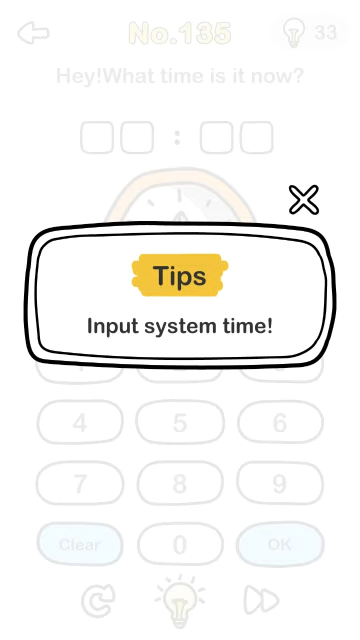 No.135
33
Hey!What time is it now?
:
Tips
Input system time!
4 5 6
7 8 9
Clear 0 OK